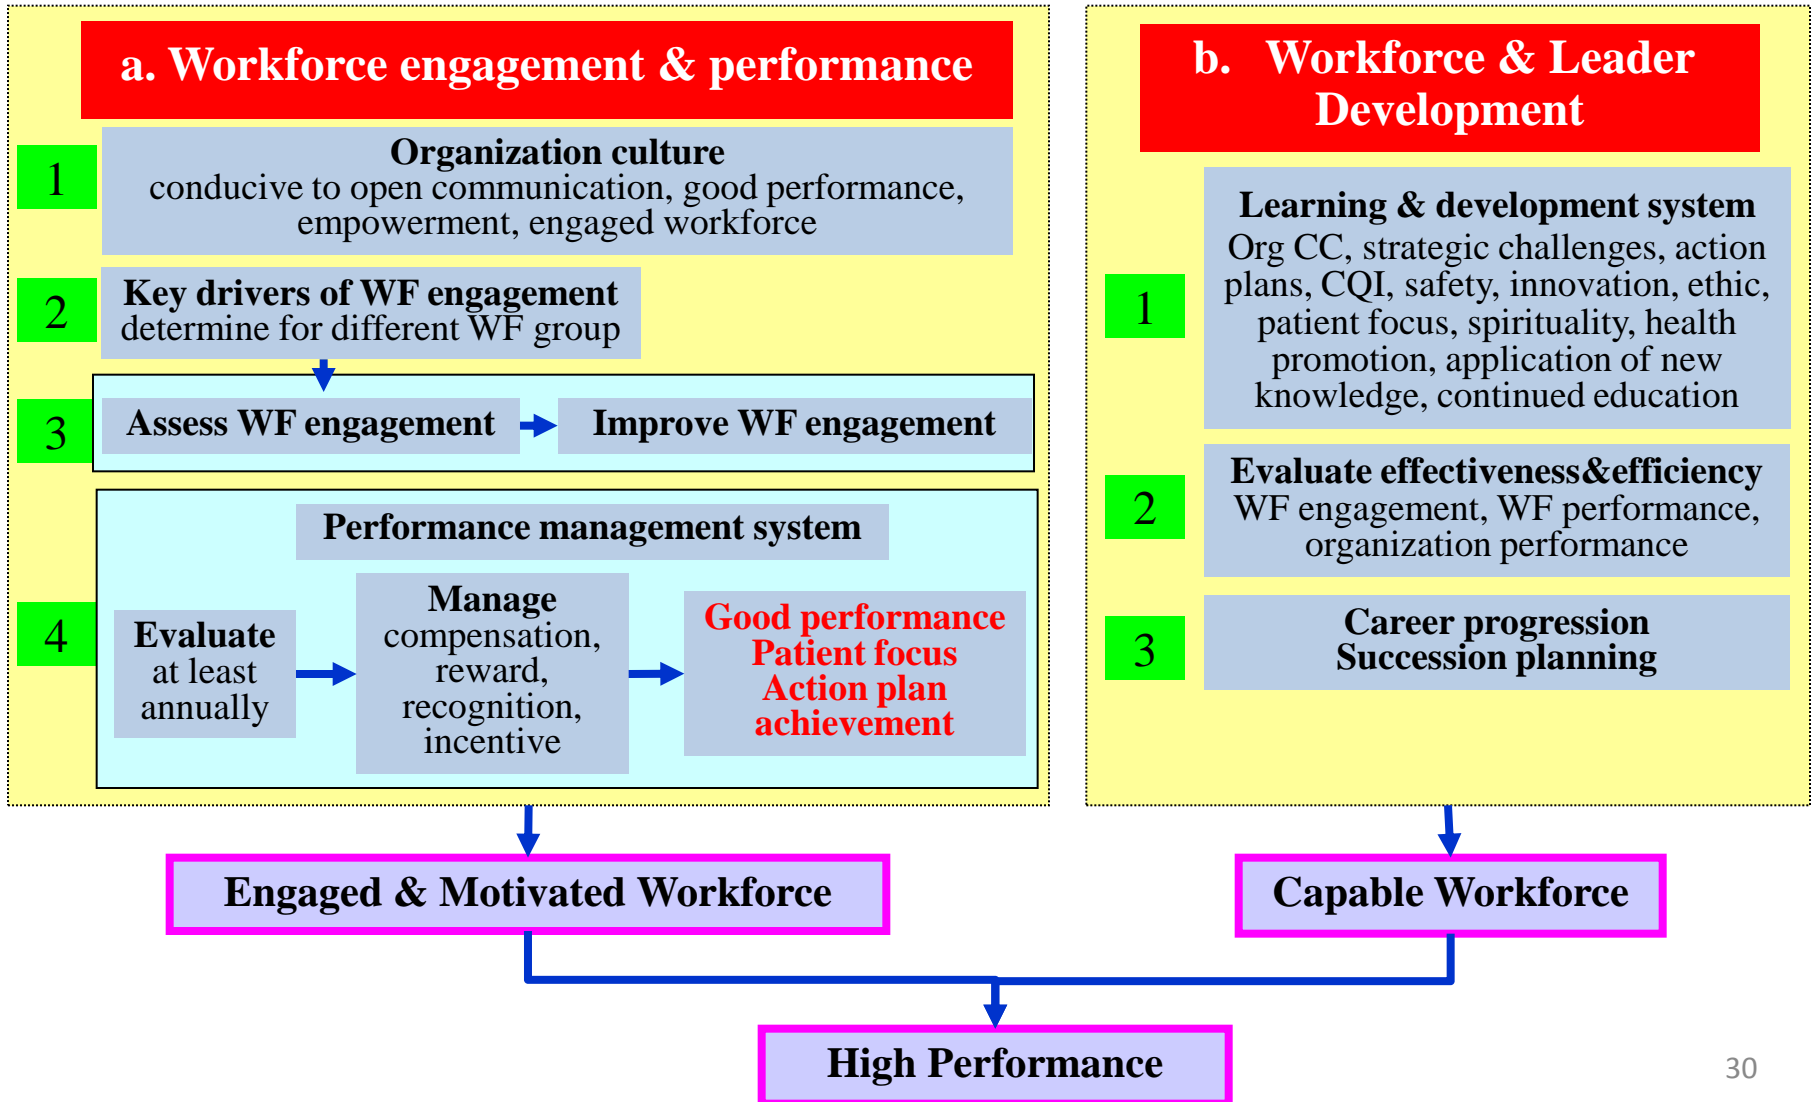 a. Workforce engagement & performance
1
Organization culture
conducive to open communication, good performance,
empowerment, engaged workforce
2
Key drivers of WF engagement
determine for different WF group
3
Assess WF engagement
Improve WF engagement
4
Performance management system
Evaluate
at least
annually
Manage
compensation,
reward,
recognition,
incentive
Good performance
Patient focus
Action plan
achievement
b. Workforce & Leader
Development
1
Learning & development system
Org CC, strategic challenges, action
plans, CQI, safety, innovation, ethic,
patient focus, spirituality, health
promotion, application of new
knowledge, continued education
2
Evaluate effectiveness&efficiency
WF engagement, WF performance,
organization performance
3
Career progression
Succession planning
Engaged & Motivated Workforce
Capable Workforce
High Performance
30